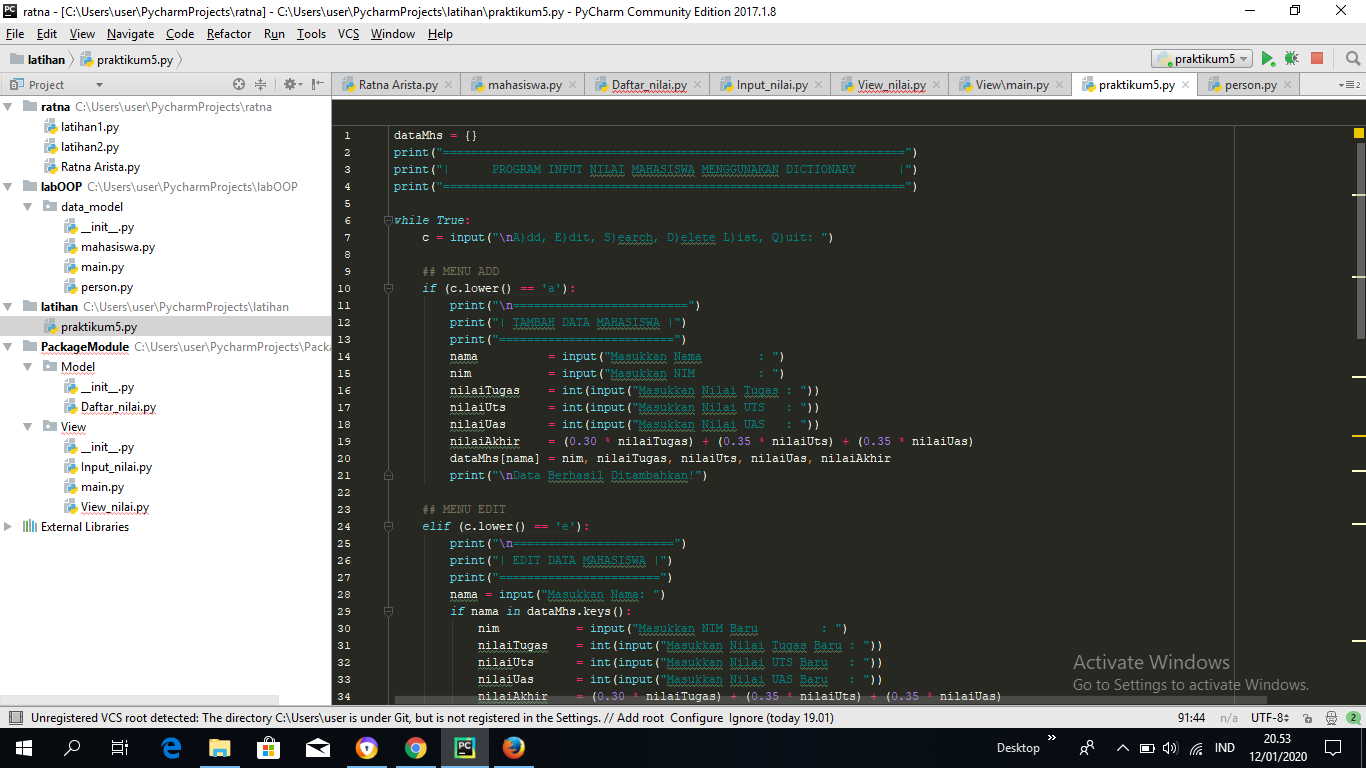 ratna - [C:\Users\user\PycharmProjects\ratna] - C:\Users\user\PycharmProjects\latihan\praktikum5.py - PyCharm Community Edition 2017.1.8
File Edit View Navigate Code Refactor Run Tools VCS Window Help
latihan praktikum5.py praktikum5
Project
Ratna Arista.py mahasiswa.py Daftar_nilai.py Input_nilai.py View_nilai.py View\main.py praktikum5.py person.py
ratna C:\Users\user\PycharmProjects\ratna
latihan1.py
latihan2.py
Ratna Arista.py
labOOP C:\Users\user\PycharmProjects\labOOP
data_model
__init__.py
mahasiswa.py
main.py
person.py
latihan C:\Users\user\PycharmProjects\latihan
praktikum5.py
PackageModule C:\Users\user\PycharmProjects\Packa
Model
__init__.py
Daftar_nilai.py
View
__init__.py
Input_nilai.py
main.py
View_nilai.py
External Libraries
1 dataMhs = {}
2 print("==================================================================")
3 print("|      PROGRAM INPUT NILAI MAHASISWA MENGGUNAKAN DICTIONARY      |")
4 print("==================================================================")
5
6 while True:
7     c = input("\nA)dd, E)dit, S)earch, D)elete L)ist, Q)uit: ")
8
9     ## MENU ADD
10     if (c.lower() == 'a'):
11         print("\n=========================")
12         print("| TAMBAH DATA MAHASISWA |")
13         print("=========================")
14         nama          = input("Masukkan Nama        : ")
15         nim           = input("Masukkan NIM         : ")
16         nilaiTugas    = int(input("Masukkan Nilai Tugas : "))
17         nilaiUts      = int(input("Masukkan Nilai UTS   : "))
18         nilaiUas      = int(input("Masukkan Nilai UAS   : "))
19         nilaiAkhir    = (0.30 * nilaiTugas) + (0.35 * nilaiUts) + (0.35 * nilaiUas)
20         dataMhs[nama] = nim, nilaiTugas, nilaiUts, nilaiUas, nilaiAkhir
21         print("\nData Berhasil Ditambahkan!")
22
23     ## MENU EDIT
24     elif (c.lower() == 'e'):
25         print("\n=======================")
26         print("| EDIT DATA MAHASISWA |")
27         print("=======================")
28         nama = input("Masukkan Nama: ")
29         if nama in dataMhs.keys():
30             nim           = input("Masukkan NIM Baru         : ")
31             nilaiTugas    = int(input("Masukkan Nilai Tugas Baru : "))
32             nilaiUts      = int(input("Masukkan Nilai UTS Baru   : "))
33             nilaiUas      = int(input("Masukkan Nilai UAS Baru   : "))
34             nilaiAkhir    = (0.30 * nilaiTugas) + (0.35 * nilaiUts) + (0.35 * nilaiUas)
Activate Windows
Go to Settings to activate Windows.
Unregistered VCS root detected: The directory C:\Users\user is under Git, but is not registered in the Settings. // Add root Configure Ignore (today 19.01) 91:44 n/a UTF-8 2
Desktop IND 20.53
12/01/2020